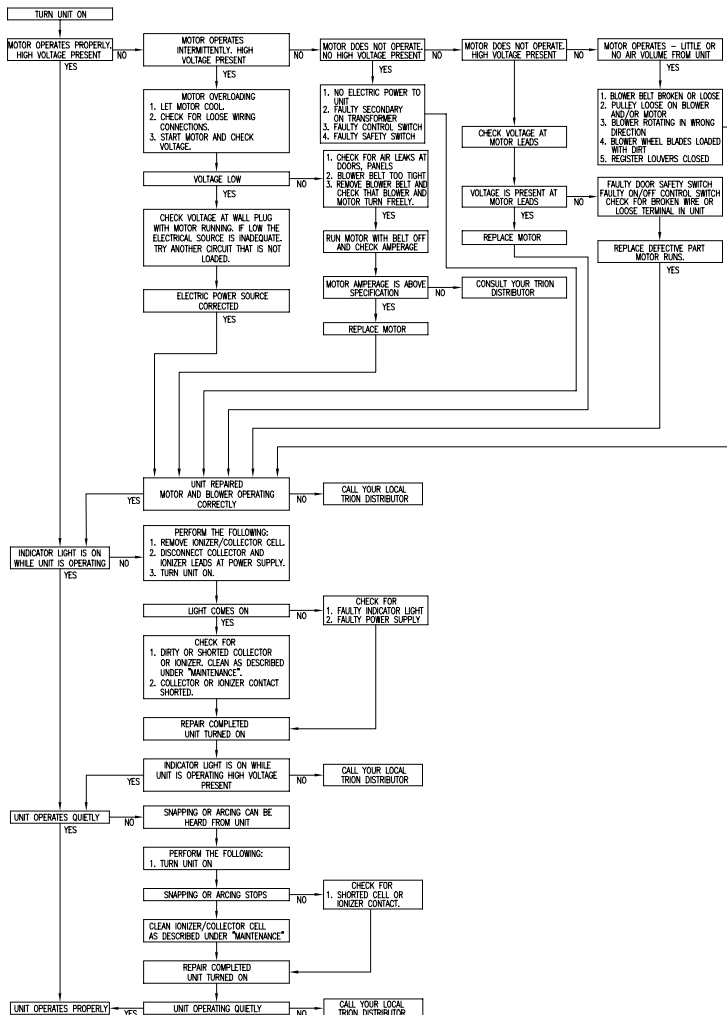 TURN UNIT ON
MOTOR OPERATES PROPERLY.
HIGH VOLTAGE PRESENT
NO
YES
MOTOR OPERATES
INTERMITTENTLY. HIGH
VOLTAGE PRESENT
NO
YES
MOTOR DOES NOT OPERATE.
NO HIGH VOLTAGE PRESENT
NO
YES
MOTOR DOES NOT OPERATE.
HIGH VOLTAGE PRESENT
NO
MOTOR OPERATES - LITTLE OR
NO AIR VOLUME FROM UNIT
YES
MOTOR OVERLOADING
1. LET MOTOR COOL.
2. CHECK FOR LOOSE WIRING
CONNECTIONS.
3. START MOTOR AND CHECK
VOLTAGE.
1. NO ELECTRIC POWER TO
UNIT
2. FAULTY SECONDARY
ON TRANSFORMER
3. FAULTY CONTROL SWITCH
4. FAULTY SAFETY SWITCH
CHECK VOLTAGE AT
MOTOR LEADS
1. BLOWER BELT BROKEN OR LOOSE
2. PULLEY LOOSE ON BLOWER
AND/OR MOTOR
3. BLOWER ROTATING IN WRONG
DIRECTION
4. BLOWER WHEEL BLADES LOADED
WITH DIRT
5. REGISTER LOUVERS CLOSED
VOLTAGE LOW
NO
YES
1. CHECK FOR AIR LEAKS AT
DOORS, PANELS
2. BLOWER BELT TOO TIGHT
3. REMOVE BLOWER BELT AND
CHECK THAT BLOWER AND
MOTOR TURN FREELY.
YES
VOLTAGE IS PRESENT AT
MOTOR LEADS
NO
YES
FAULTY DOOR SAFETY SWITCH
FAULTY ON/OFF CONTROL SWITCH
CHECK FOR BROKEN WIRE OR
LOOSE TERMINAL IN UNIT
CHECK VOLTAGE AT WALL PLUG
WITH MOTOR RUNNING. IF LOW THE
ELECTRICAL SOURCE IS INADEQUATE.
TRY ANOTHER CIRCUIT THAT IS NOT
LOADED.
RUN MOTOR WITH BELT OFF
AND CHECK AMPERAGE
REPLACE MOTOR
REPLACE DEFECTIVE PART
MOTOR RUNS.
YES
ELECTRIC POWER SOURCE
CORRECTED
YES
MOTOR AMPERAGE IS ABOVE
SPECIFICATION
NO
YES
CONSULT YOUR TRION
DISTRIBUTOR
REPLACE MOTOR
UNIT REPAIRED
MOTOR AND BLOWER OPERATING
CORRECTLY
YES
NO
CALL YOUR LOCAL
TRION DISTRIBUTOR
INDICATOR LIGHT IS ON
WHILE UNIT IS OPERATING
NO
YES
PERFORM THE FOLLOWING:
1. REMOVE IONIZER/COLLECTOR CELL.
2. DISCONNECT COLLECTOR AND
IONIZER LEADS AT POWER SUPPLY.
3. TURN UNIT ON.
LIGHT COMES ON
NO
YES
CHECK FOR
1. FAULTY INDICATOR LIGHT
2. FAULTY POWER SUPPLY
CHECK FOR
1. DIRTY OR SHORTED COLLECTOR
OR IONIZER. CLEAN AS DESCRIBED
UNDER "MAINTENANCE".
2. COLLECTOR OR IONIZER CONTACT
SHORTED.
REPAIR COMPLETED
UNIT TURNED ON
INDICATOR LIGHT IS ON WHILE
UNIT IS OPERATING HIGH VOLTAGE
PRESENT
YES
NO
CALL YOUR LOCAL
TRION DISTRIBUTOR
UNIT OPERATES QUIETLY
NO
YES
SNAPPING OR ARCING CAN BE
HEARD FROM UNIT
PERFORM THE FOLLOWING:
1. TURN UNIT ON
SNAPPING OR ARCING STOPS
NO
CHECK FOR
1. SHORTED CELL OR
IONIZER CONTACT.
CLEAN IONIZER/COLLECTOR CELL
AS DESCRIBED UNDER "MAINTENANCE"
REPAIR COMPLETED
UNIT TURNED ON
UNIT OPERATES PROPERLY
YES
UNIT OPERATING QUIETLY
NO
CALL YOUR LOCAL
TRION DISTRIBUTOR